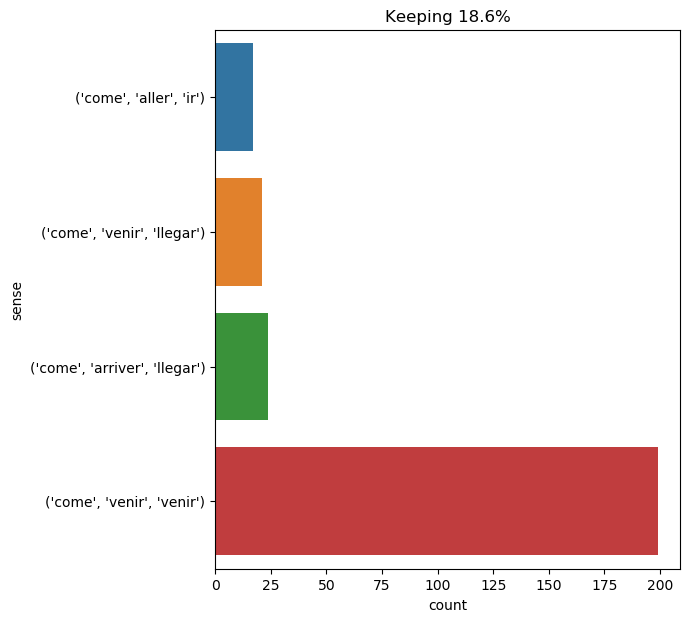 Keeping 18.6%
('come', 'aller', 'ir')
('come', 'venir', 'llegar')
('come', 'arriver', 'llegar')
('come', 'venir', 'venir')
sense
0 25 50 75 100 125 150 175 200
count